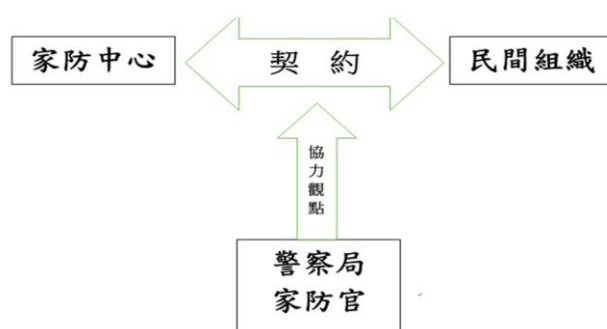 家防中心
契 約
民間組織
協力觀點
警察局
家防官